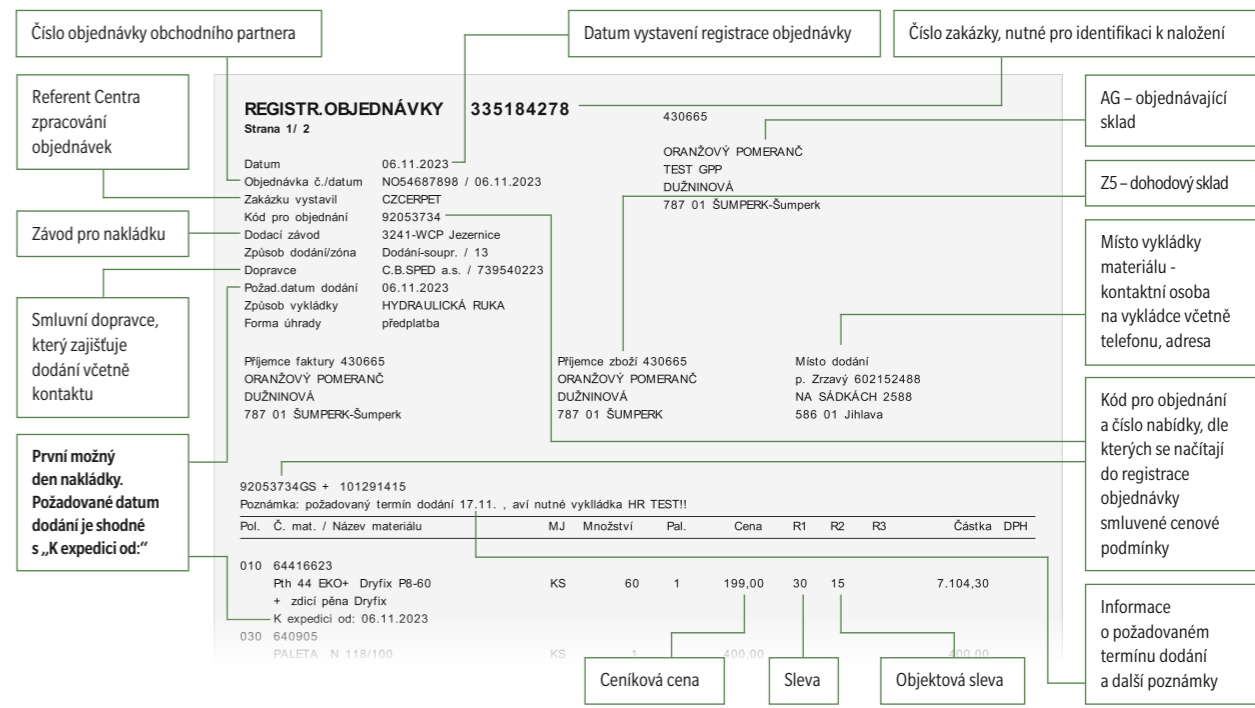 Číslo objednávky obchodního partnera
Datum vystavení registrace objednávky
Číslo zakázky, nutné pro identifikaci k naložení
Referent Centra
zpracování
objednávek
Závod pro nakládku
Smluvní dopravce,
který zajišťuje
dodání včetně
kontaktu
První možný
den nakládky.
Požadované datum
dodání je shodné
s „K expedici od:“
REGISTR.OBJEDNÁVKY 335184278
Strana 1/ 2
430665
ORANŽOVÝ POMERANČ
TEST GPP
DUŽNINOVÁ
787 01 ŠUMPERK-Šumperk
Datum 06.11.2023
Objednávka č./datum NO54687898 / 06.11.2023
Zakázku vystavil CZCERPET
Kód pro objednání 92053734
Dodací závod 3241-WCP Jezernice
Způsob dodání/zóna Dodání-soupr. / 13
Dopravce C.B.SPED a.s. / 739540223
Požad.datum dodání 06.11.2023
Způsob vykládky HYDRAULICKÁ RUKA
Forma úhrady předplatba
Příjemce faktury 430665
ORANŽOVÝ POMERANČ
DUŽNINOVÁ
787 01 ŠUMPERK-Šumperk
Příjemce zboží 430665
ORANŽOVÝ POMERANČ
DUŽNINOVÁ
787 01 ŠUMPERK
Místo dodání
p. Zrzavý 602152488
NA SÁDKÁCH 2588
586 01 Jihlava
92053734GS + 101291415
Poznámka: požadovaný termín dodání 17.11. , aví nutné vyklládka HR TEST!!
Pol. Č. mat. / Název materiálu MJ Množství Pal. Cena R1 R2 R3 Částka DPH
010 64416623
Pth 44 EKO+ Dryfix P8-60 KS 60 1 199,00 30 15 7.104,30
+ zdicí pěna Dryfix
K expedici od: 06.11.2023
030 640905
PALETA N 118/100 KS 1 400,00 400,00
Ceníková cena
Sleva
Objektová sleva
AG – objednávající
sklad
Z5 – dohodový sklad
Místo vykládky
materiálu -
kontaktní osoba
na vykládce včetně
telefonu, adresa
Kód pro objednání
a číslo nabídky, dle
kterých se načítají
do registrace
objednávky
smluvené cenové
podmínky
Informace
o požadovaném
termínu dodání
a další poznámky